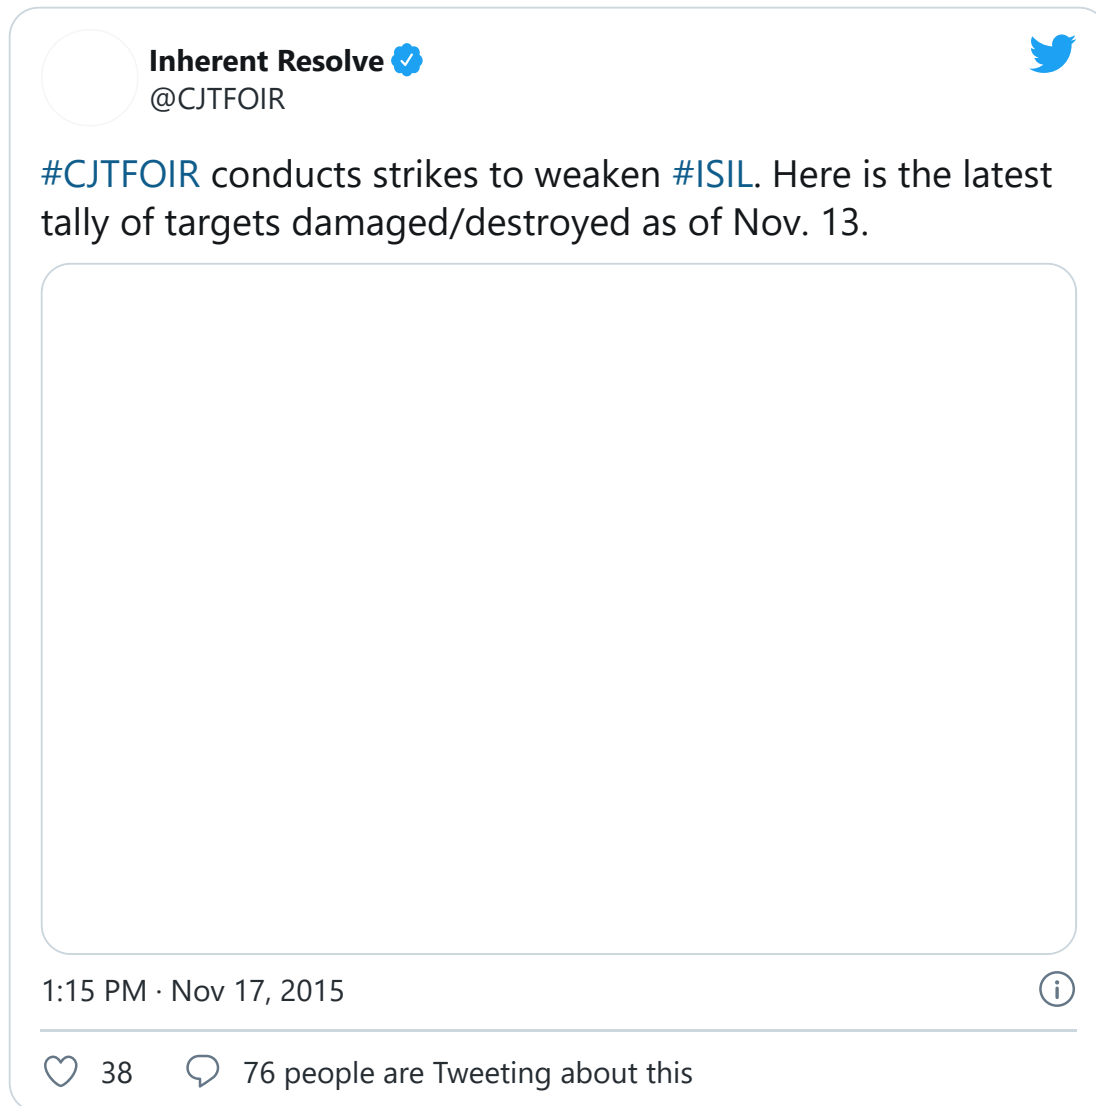 Inherent Resolve
@CJTFOIR
#CJTFOIR conducts strikes to weaken #ISIL. Here is the latest
tally of targets damaged/destroyed as of Nov. 13.
1:15 PM · Nov 17, 2015
38 76 people are Tweeting about this